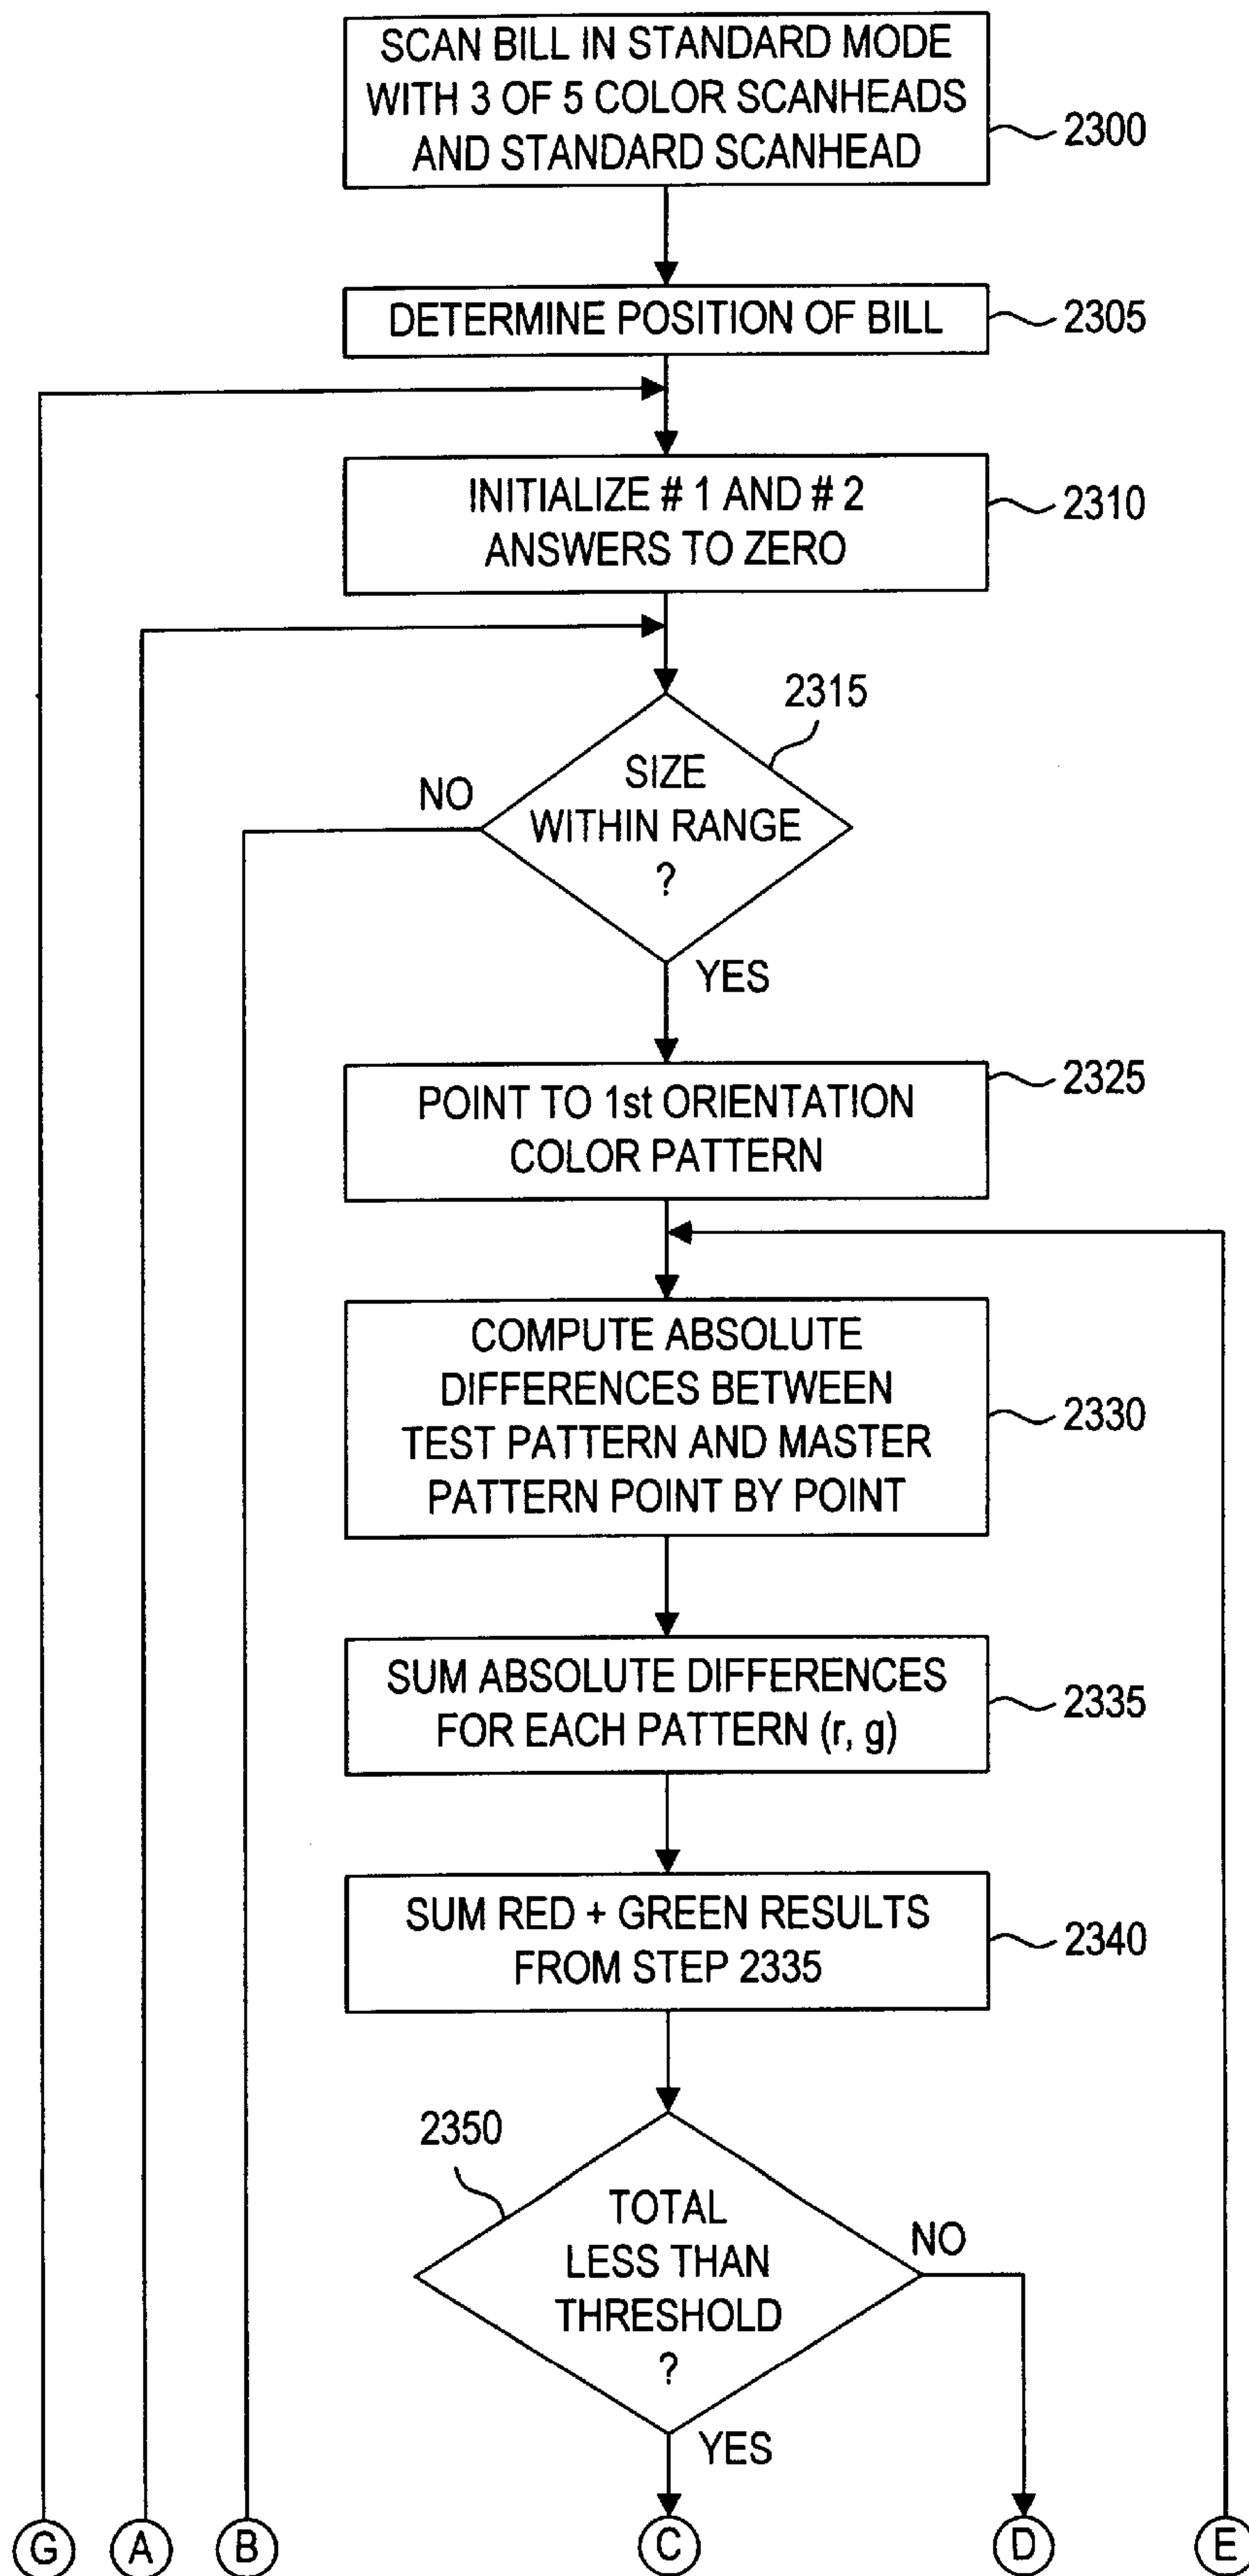 SCAN BILL IN STANDARD MODE
WITH 3 OF 5 COLOR SCANHEADS
AND STANDARD SCANHEAD
2300
DETERMINE POSITION OF BILL
2305
INITIALIZE # 1 AND # 2
ANSWERS TO ZERO
2310
2315
SIZE
WITHIN RANGE
?
NO
YES
POINT TO 1st ORIENTATION
COLOR PATTERN
2325
COMPUTE ABSOLUTE
DIFFERENCES BETWEEN
TEST PATTERN AND MASTER
PATTERN POINT BY POINT
2330
SUM ABSOLUTE DIFFERENCES
FOR EACH PATTERN (r, g)
2335
SUM RED + GREEN RESULTS
FROM STEP 2335
2340
2350
TOTAL
LESS THAN
THRESHOLD
?
NO
YES
G
A
B
C
D
E